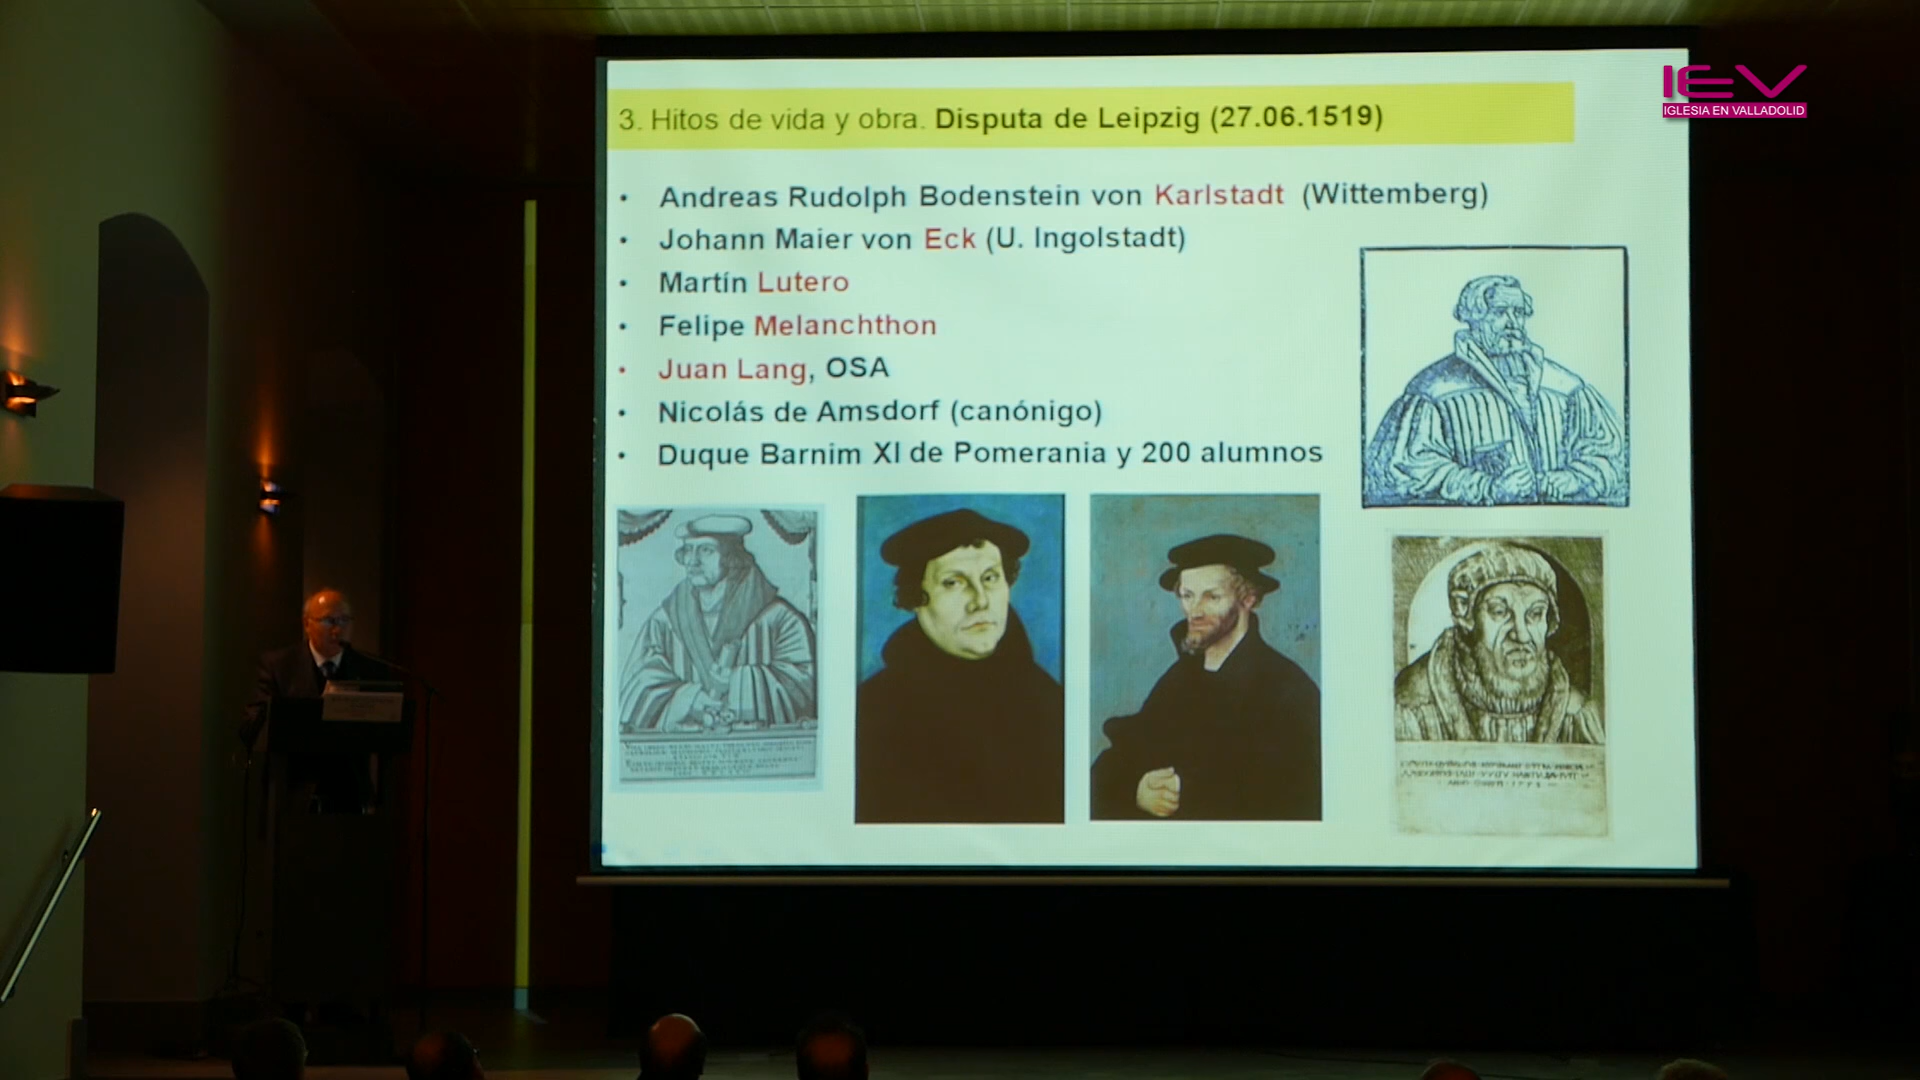 IEV
IGLESIA EN VALLADOLID
3. Hitos de vida y obra. Disputa de Leipzig (27.06.1519)
• Andreas Rudolph Bodenstein von Karlstadt (Wittemberg)
• Johann Maier von Eck (U. Ingolstadt)
• Martín Lutero
• Felipe Melanchthon
• Juan Lang, OSA
• Nicolás de Amsdorf (canónigo)
• Duque Barnim XI de Pomerania y 200 alumnos